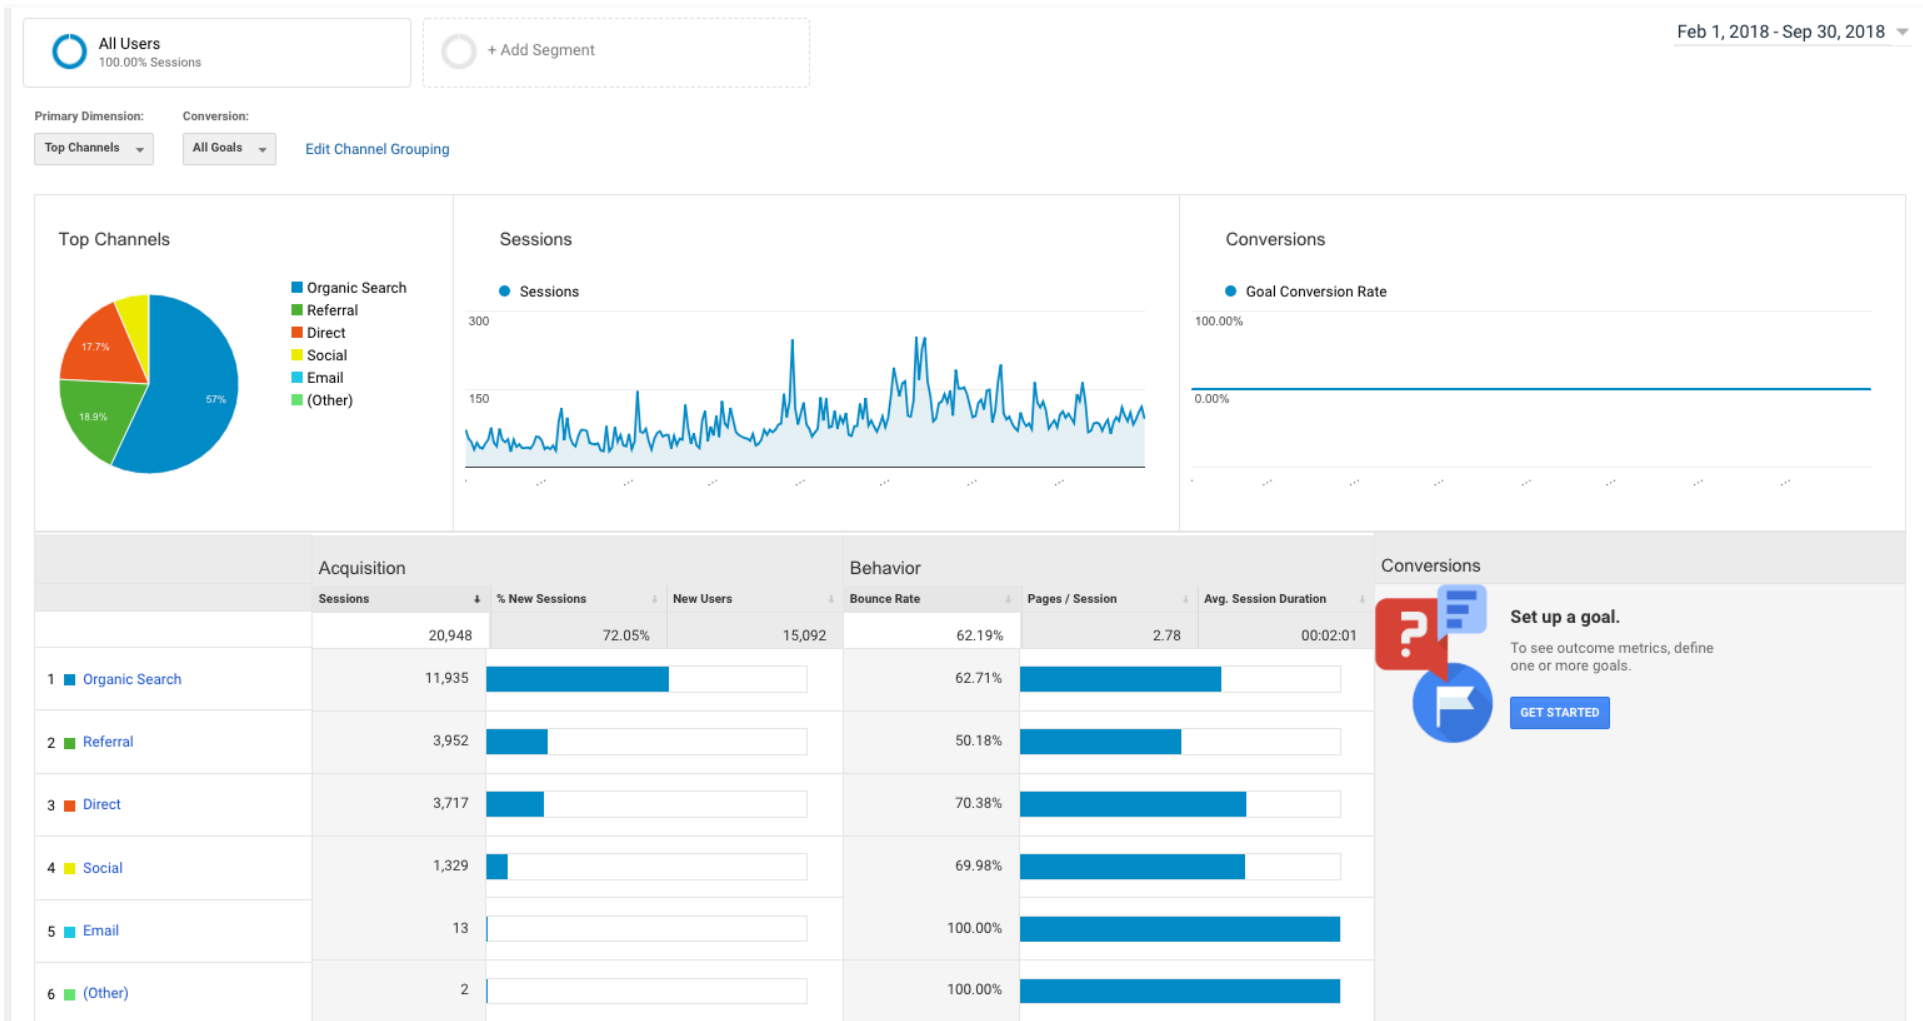 All Users
100.00% Sessions
+ Add Segment
Feb 1, 2018 - Sep 30, 2018
Primary Dimension:
Conversion:
Top Channels
All Goals
Edit Channel Grouping
Top Channels
Organic Search
Referral
Direct
Social
Email
(Other)
17.7%
57%
18.9%
Sessions
Sessions
300
150
Conversions
Goal Conversion Rate
100.00%
0.00%
Acquisition
Behavior
Conversions
Sessions
% New Sessions
New Users
Bounce Rate
Pages / Session
Avg. Session Duration
20,948
72.05%
15,092
62.19%
2.78
00:02:01
1 Organic Search 11,935 62.71%
2 Referral 3,952 50.18%
3 Direct 3,717 70.38%
4 Social 1,329 69.98%
5 Email 13 100.00%
6 (Other) 2 100.00%
?
Set up a goal.
To see outcome metrics, define
one or more goals.
GET STARTED